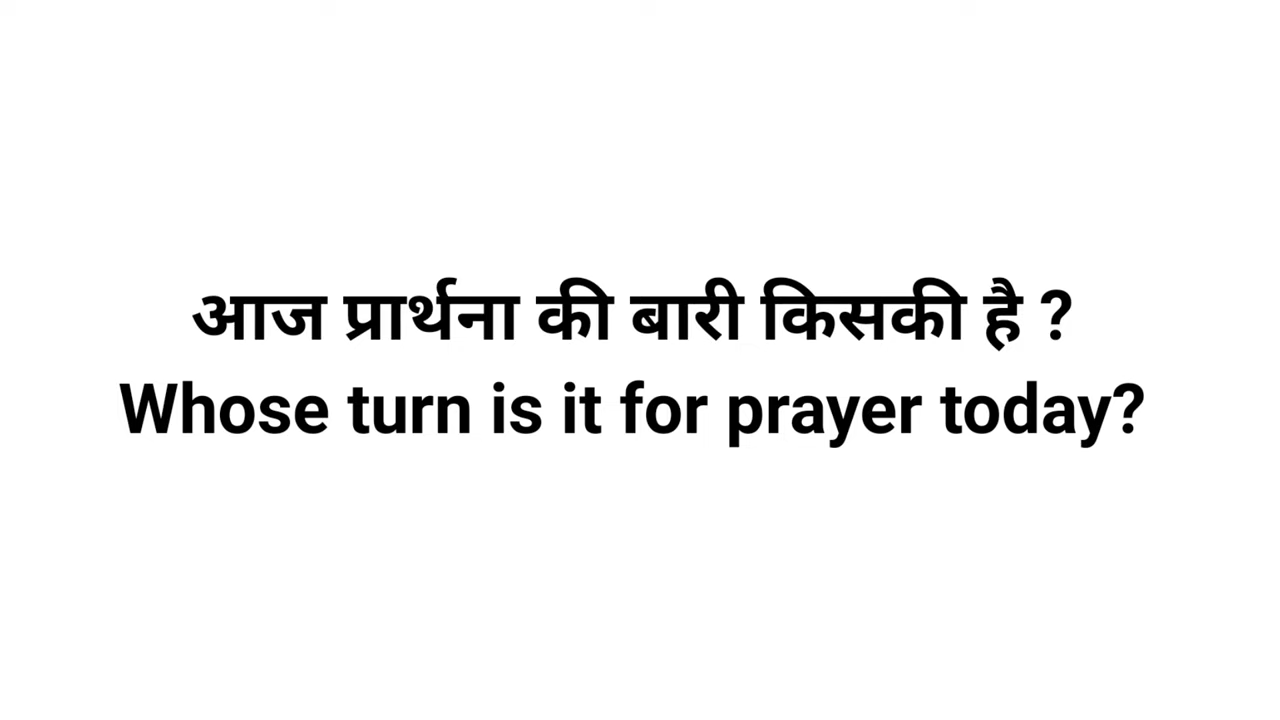 आज प्रार्थना की बारी किसकी है ?
Whose turn is it for prayer today?